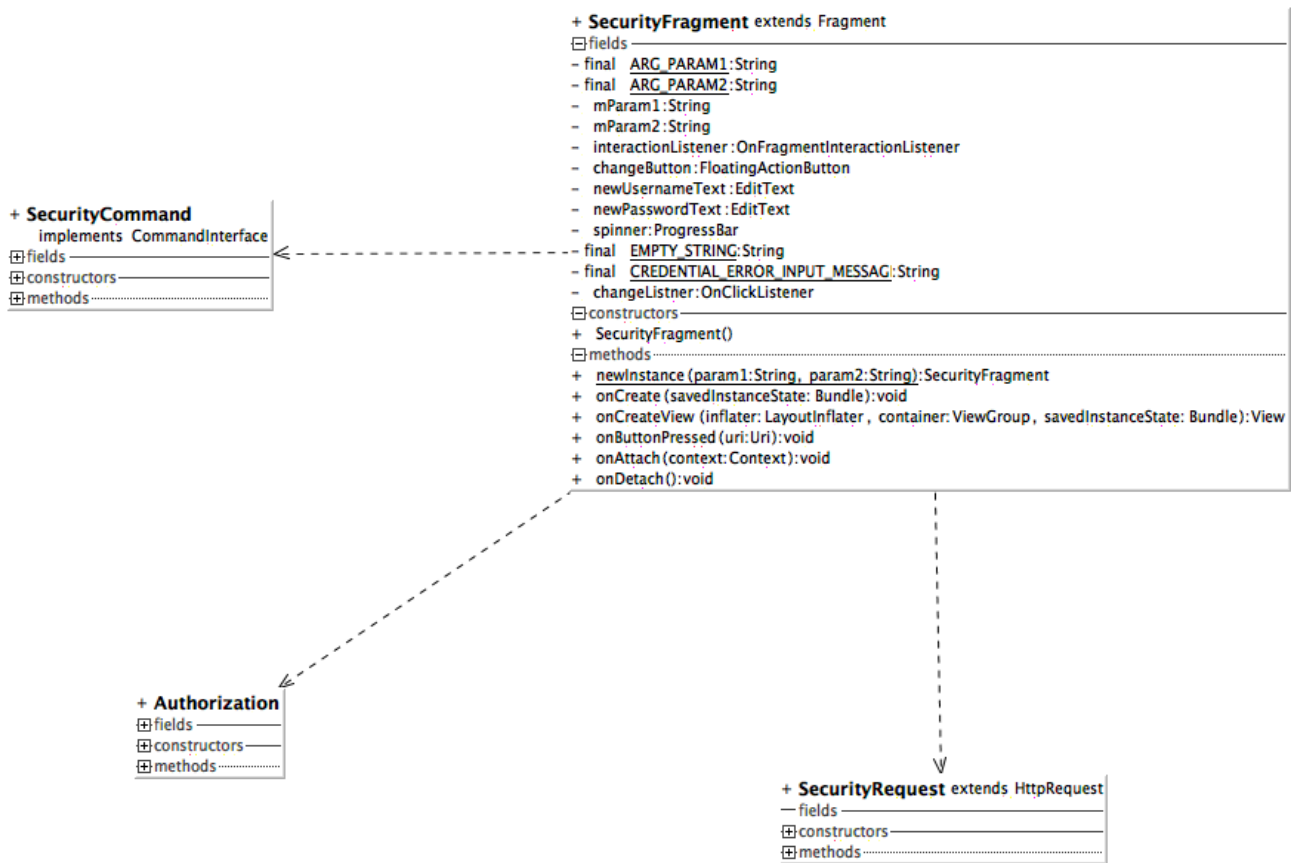 + SecurityFragment extends Fragment
fields
- final ARG_PARAM1:String
- final ARG_PARAM2:String
- mParam1:String
- mParam2:String
- interactionListener:OnFragmentInteractionListener
- changeButton:FloatingActionButton
- newUsernameText:EditText
- newPasswordText:EditText
- spinner:ProgressBar
- final EMPTY_STRING:String
- final CREDENTIAL_ERROR_INPUT_MESSAG:String
- changeListner:OnClickListener
constructors
+ SecurityFragment()
methods
+ newInstance(param1:String, param2:String):SecurityFragment
+ onCreate(savedInstanceState: Bundle):void
+ onCreateView(inflater: LayoutInflater, container: ViewGroup, savedInstanceState: Bundle):View
+ onButtonPressed(uri:Uri):void
+ onAttach(context:Context):void
+ onDetach():void
+ SecurityCommand
implements CommandInterface
fields
constructors
methods
+ Authorization
fields
constructors
methods
+ SecurityRequest extends HttpRequest
fields
constructors
methods